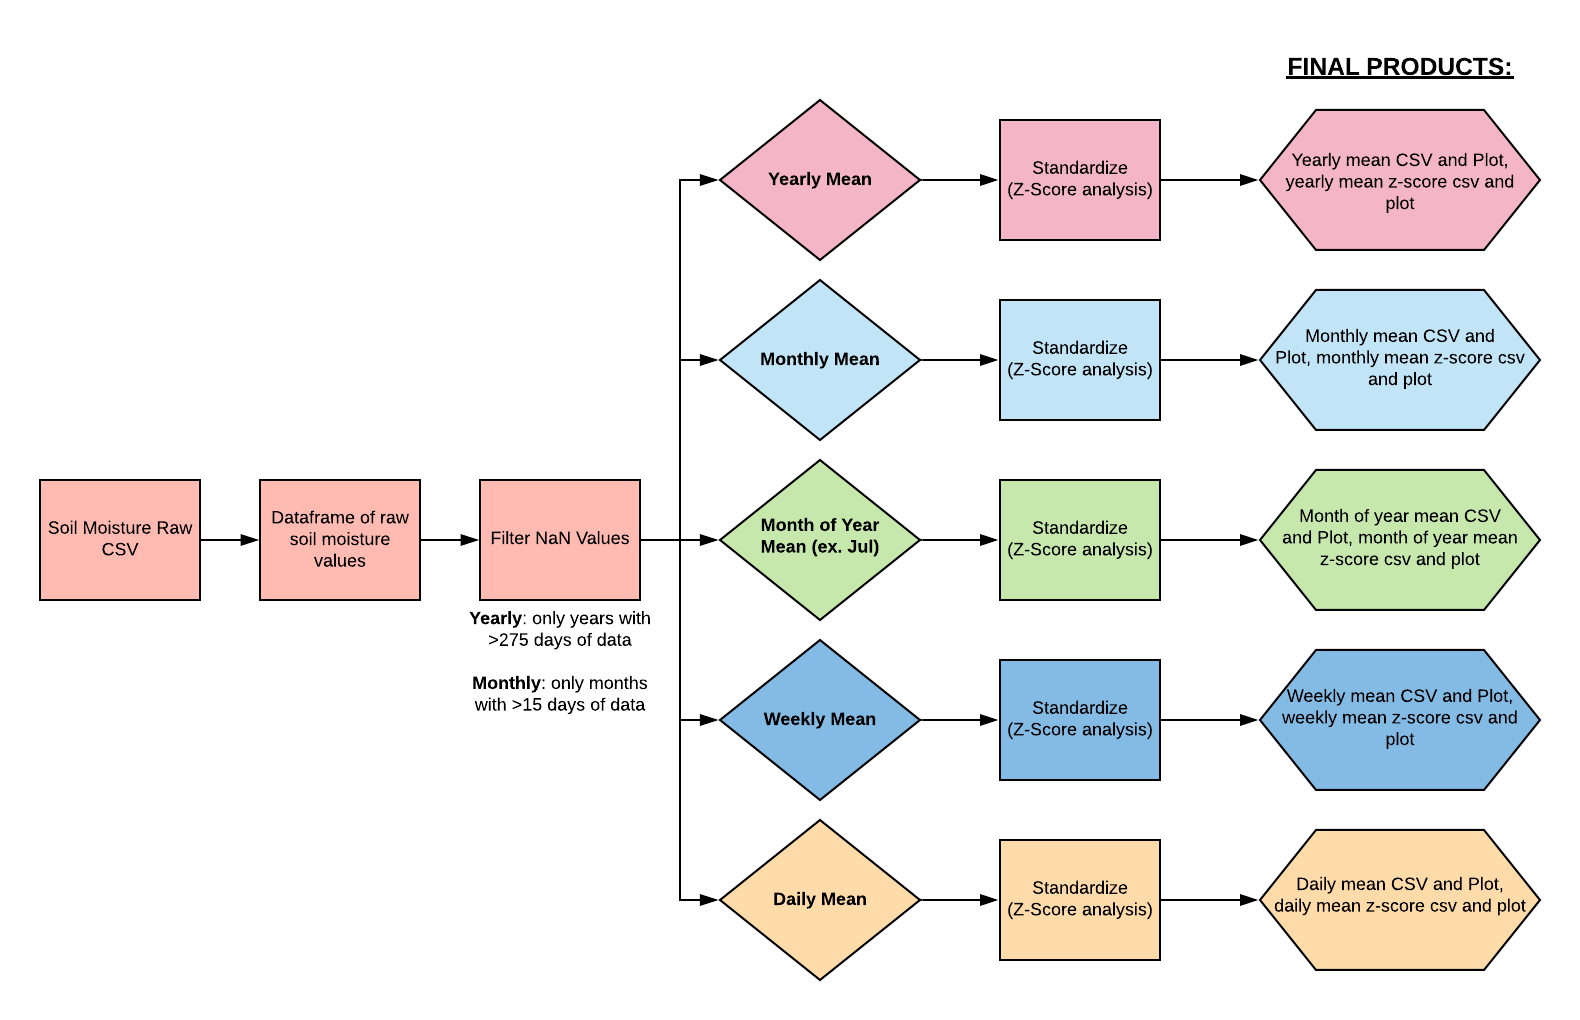 FINAL PRODUCTS:
Yearly Mean
Standardize
(Z-Score analysis)
Yearly mean CSV and Plot,
yearly mean z-score csv and
plot
Monthly Mean
Standardize
(Z-Score analysis)
Monthly mean CSV and
Plot, monthly mean z-score csv
and plot
Soil Moisture Raw
CSV
Dataframe of raw
soil moisture
values
Filter NaN Values
Yearly: only years with
>275 days of data
Monthly: only months
with >15 days of data
Month of Year
Mean (ex. Jul)
Standardize
(Z-Score analysis)
Month of year mean CSV
and Plot, month of year mean
z-score csv and plot
Weekly Mean
Standardize
(Z-Score analysis)
Weekly mean CSV and Plot,
weekly mean z-score csv and
plot
Daily Mean
Standardize
(Z-Score analysis)
Daily mean CSV and Plot,
daily mean z-score csv and plot